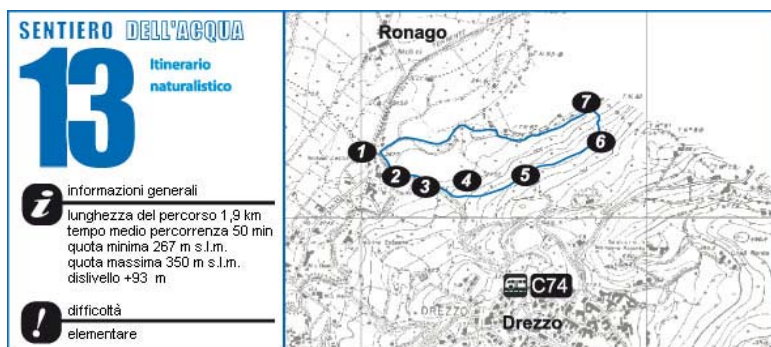 SENTIERO DELL'ACQUA
13
Itinerario
naturalistico
i
informazioni generali
lunghezza del percorso 1,9 km
tempo medio percorrenza 50 min
quota minima 267 m s.l.m.
quota massima 350 m s.l.m.
dislivello +93 m
!
difficoltà
elementare
Ronago
7
1
6
2
3
4
5
C74
DREZZO
Drezzo